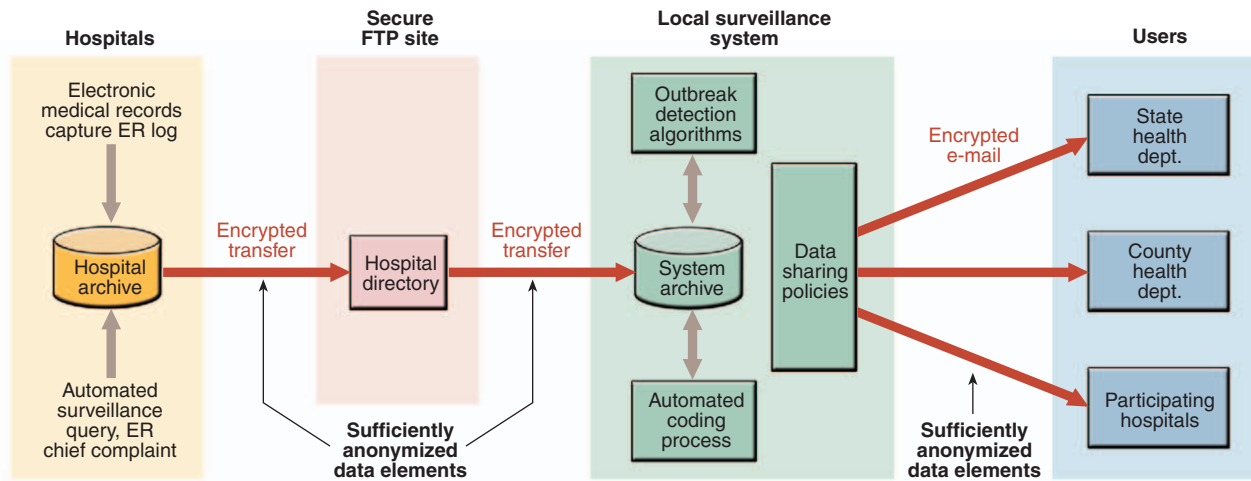 Hospitals
Electronic
medical records
capture ER log
Hospital
archive
Automated
surveillance
query, ER
chief complaint
Encrypted
transfer
Secure
FTP site
Hospital
directory
Sufficiently
anonymized
data elements
Encrypted
transfer
Local surveillance
system
Outbreak
detection
algorithms
System
archive
Automated
coding
process
Data
sharing
policies
Encrypted
e-mail
Sufficiently
anonymized
data elements
Users
State
health
dept.
County
health
dept.
Participating
hospitals